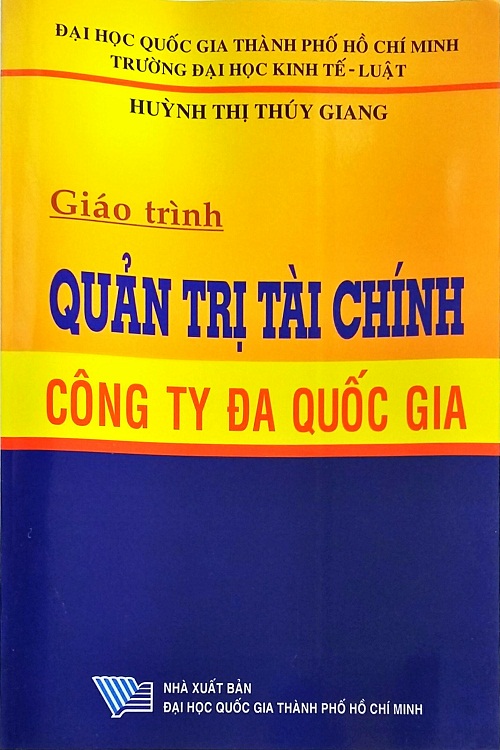 ĐẠI HỌC QUỐC GIA THÀNH PHỐ HỒ CHÍ MINH
TRƯỜNG ĐẠI HỌC KINH TẾ - LUẬT
HUỲNH THỊ THÚY GIANG
Giáo trình
QUẢN TRỊ TÀI CHÍNH
CÔNG TY ĐA QUỐC GIA
NHÀ XUẤT BẢN
ĐẠI HỌC QUỐC GIA THÀNH PHỐ HỒ CHÍ MINH